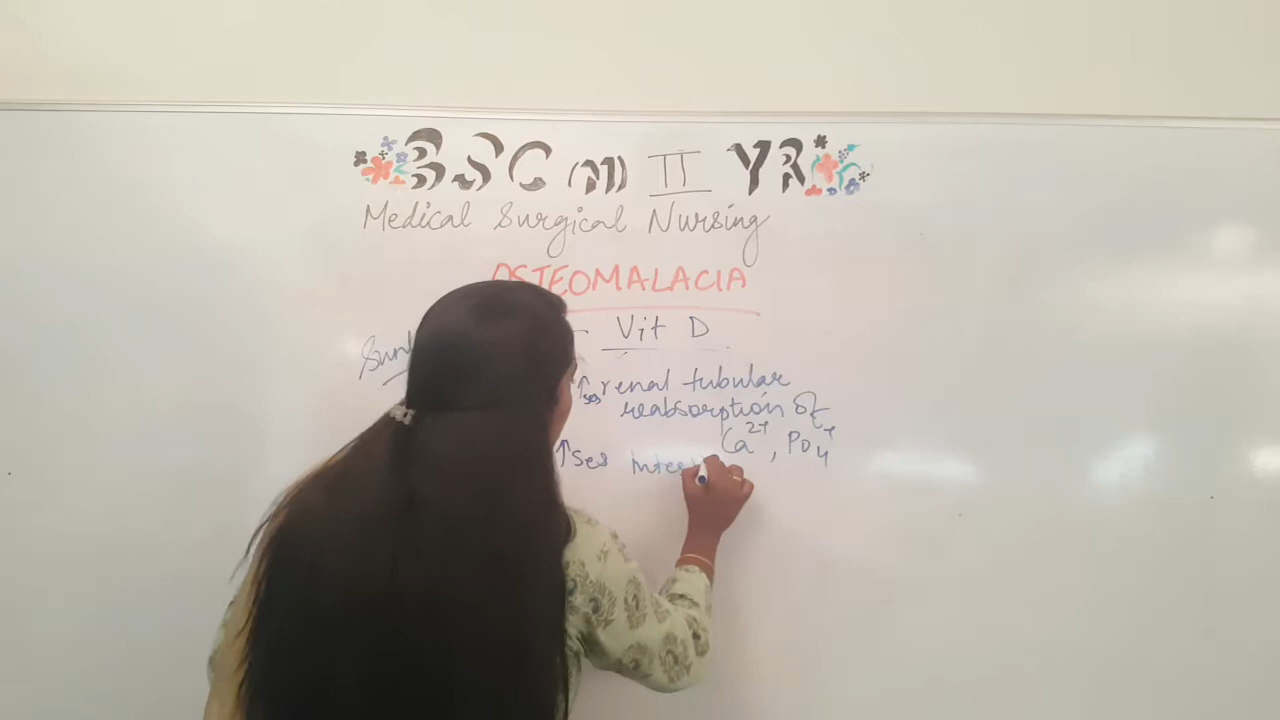 BSC (N) II YR
Medical Surgical Nursing
OSTEOMALACIA
Vit D
↑ses renal tubular
reabsorption of
Ca²⁺, Po₄⁺
↑ses